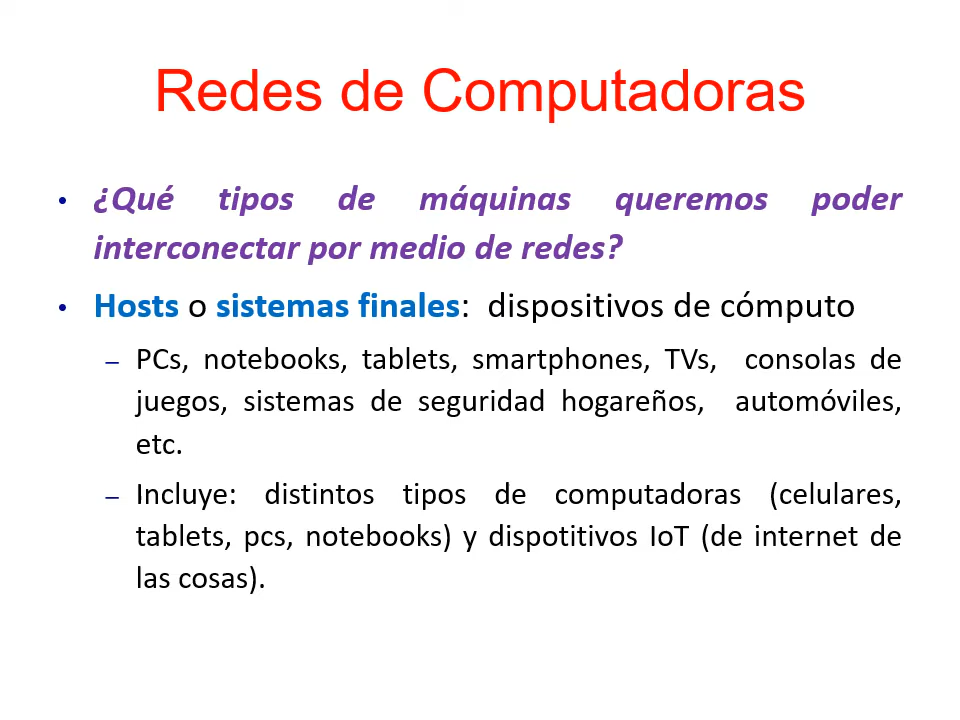 Redes de Computadoras
• ¿Qué tipos de máquinas queremos poder
interconectar por medio de redes?
• Hosts o sistemas finales: dispositivos de cómputo
– PCs, notebooks, tablets, smartphones, TVs, consolas de
juegos, sistemas de seguridad hogareños, automóviles,
etc.
– Incluye: distintos tipos de computadoras (celulares,
tablets, pcs, notebooks) y dispotitivos IoT (de internet de
las cosas).